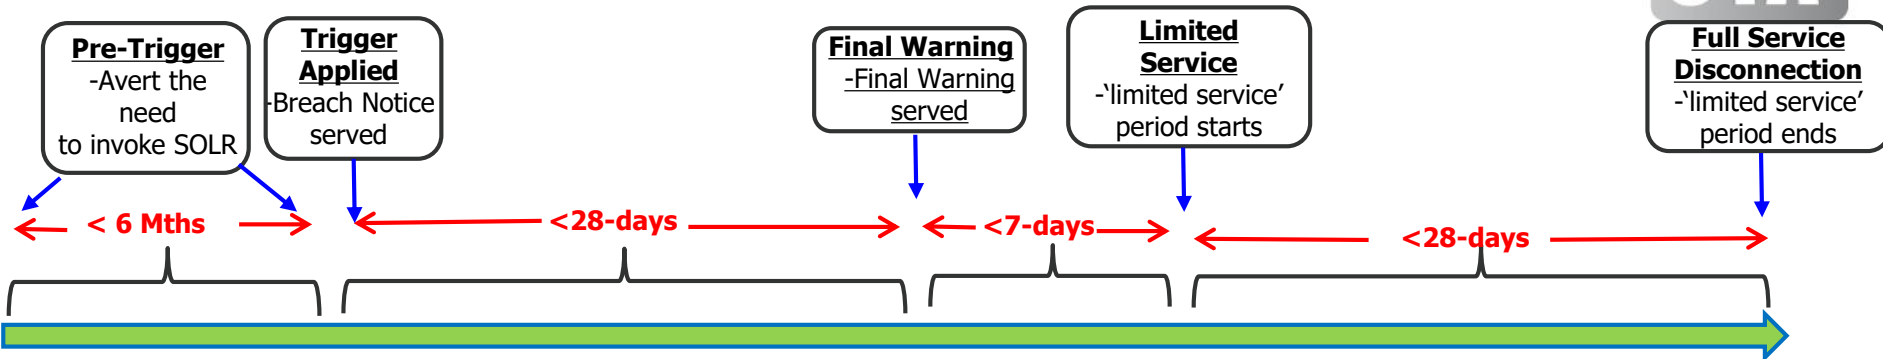 Pre-Trigger
-Avert the
need
to invoke SOLR
Trigger
Applied
-Breach Notice
served
Final Warning
-Final Warning
served
Limited
Service
-‘limited service’
period starts
Full Service
Disconnection
-‘limited service’
period ends
< 6 Mths
<28-days
<7-days
<28-days